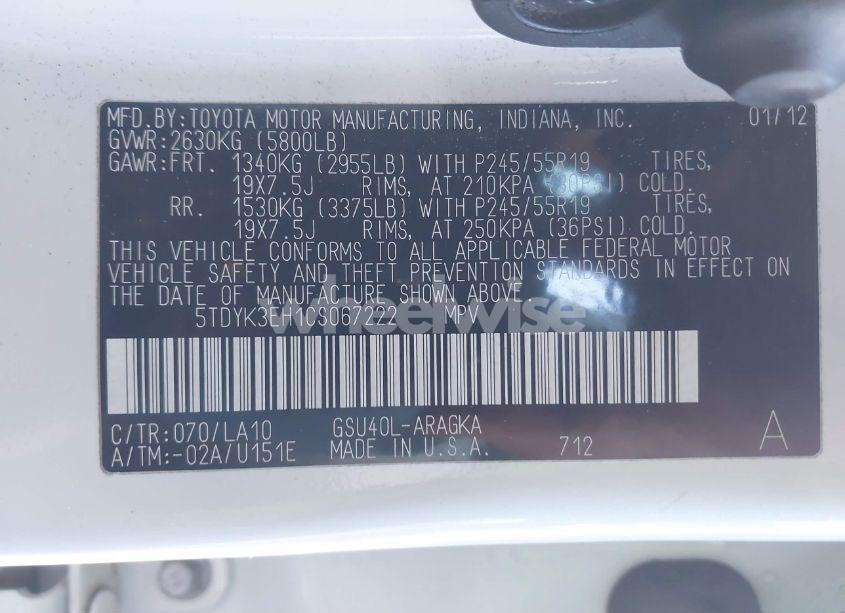 MFD.BY:TOYOTA MOTOR MANUFACTURING, INDIANA, INC. 01/12
GVWR:2630KG (5800LB)
GAWR:FRT. 1340KG (2955LB) WITH P245/55R19 TIRES,
19X7.5J RIMS, AT 210KPA (30PSI) COLD.
RR. 1530KG (3375LB) WITH P245/55R19 TIRES,
19X7.5J RIMS, AT 250KPA (36PSI) COLD.
THIS VEHICLE CONFORMS TO ALL APPLICABLE FEDERAL MOTOR
VEHICLE SAFETY AND THEFT PREVENTION STANDARDS IN EFFECT ON
THE DATE OF MANUFACTURE SHOWN ABOVE.
5TDYK3EH1CS067222 MPV
wheelwise
C/TR:070/LA10 GSU40L-ARAGKA
A/TM:-02A/U151E MADE IN U.S.A. 712 A